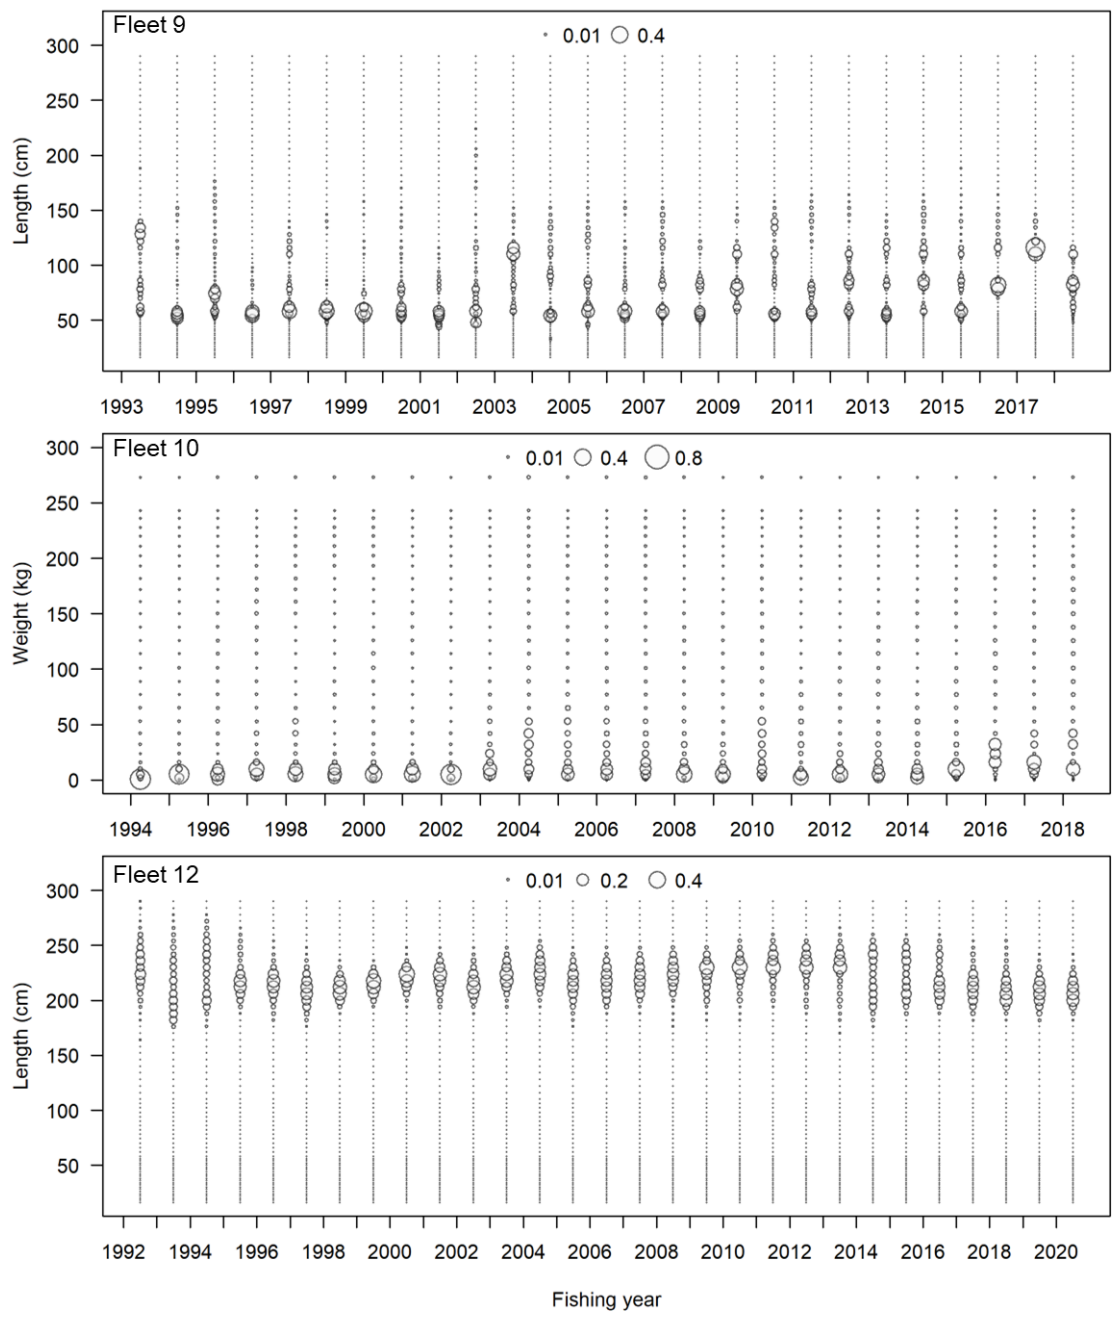 Fleet 9
0.01 0.4
300
250
200
150
100
50
Length (cm)
1993 1995 1997 1999 2001 2003 2005 2007 2009 2011 2013 2015 2017
Fleet 10
0.01 0.4 0.8
300
250
200
150
100
50
0
Weight (kg)
1994 1996 1998 2000 2002 2004 2006 2008 2010 2012 2014 2016 2018
Fleet 12
0.01 0.2 0.4
300
250
200
150
100
50
Length (cm)
1992 1994 1996 1998 2000 2002 2004 2006 2008 2010 2012 2014 2016 2018 2020
Fishing year